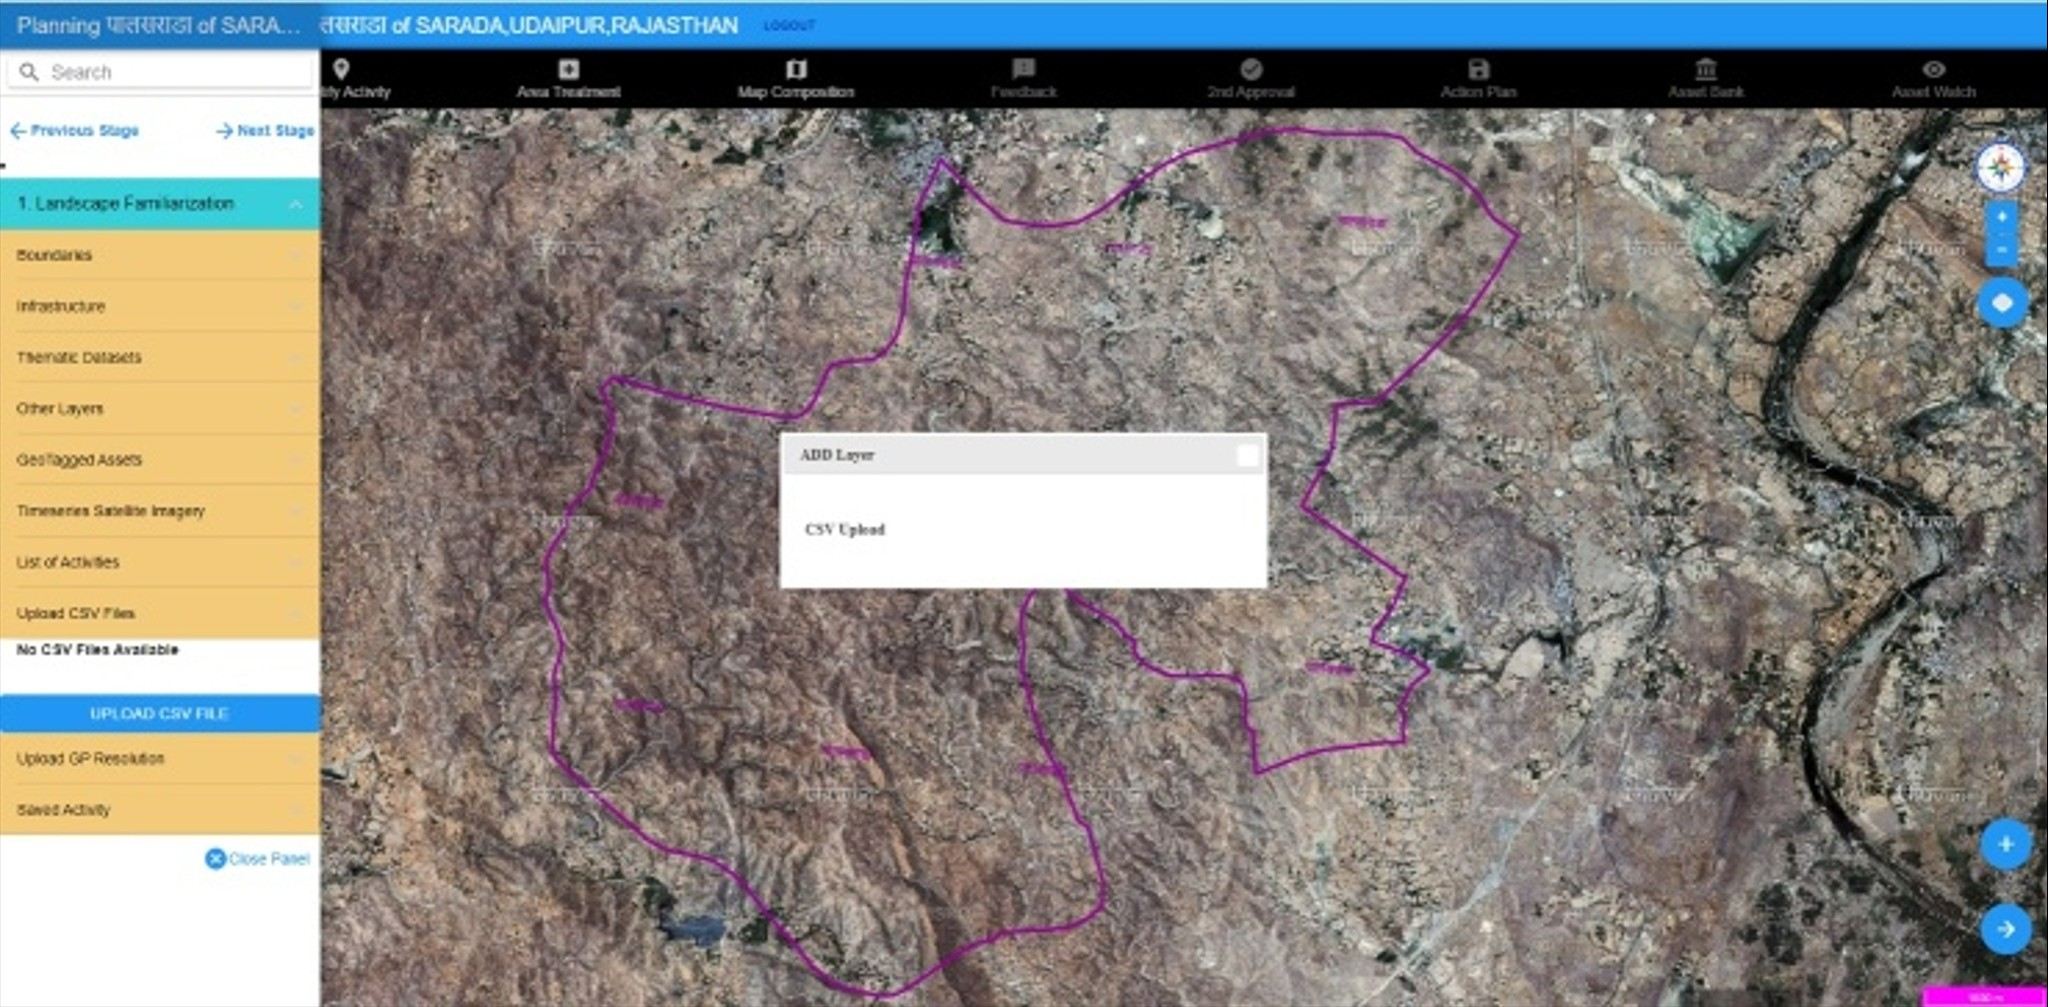 Planning पालसराडा of SARA...
लसराडा of SARADA,UDAIPUR,RAJASTHAN LOGOUT
Search
Activity
Area Treatment
Map Composition
Feedback
2nd Approval
Action Plan
Asset Bank
Asset Watch
Previous Stage
Next Stage
1. Landscape Familiarization
Boundaries
Infrastructure
Thematic Datasets
Other Layers
GeoTagged Assets
Timeseries Satellite Imagery
List of Activities
Upload CSV Files
No CSV Files Available
UPLOAD CSV FILE
Upload GP Resolution
Saved Activity
Close Panel
ADD Layer
CSV Upload